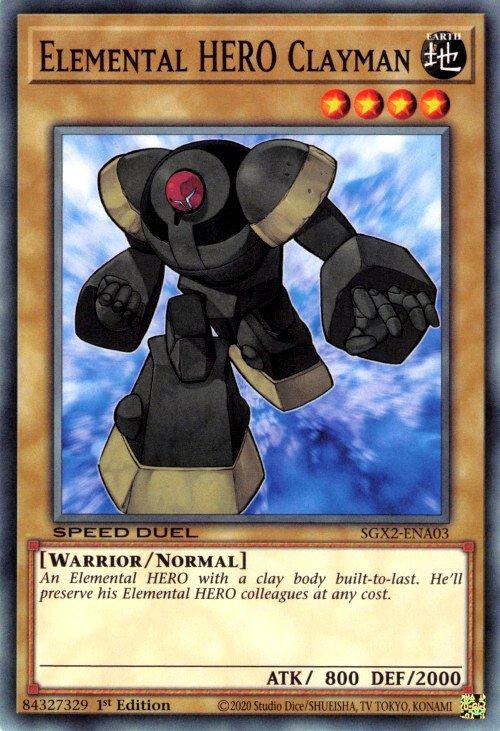 ELEMENTAL HERO CLAYMAN
EARTH
地
SPEED DUEL
SGX2-ENA03
[WARRIOR/NORMAL]
An Elemental HERO with a clay body built-to-last. He'll
preserve his Elemental HERO colleagues at any cost.
ATK/ 800 DEF/2000
84327329 1st Edition
©2020 Studio Dice/SHUEISHA, TV TOKYO, KONAMI